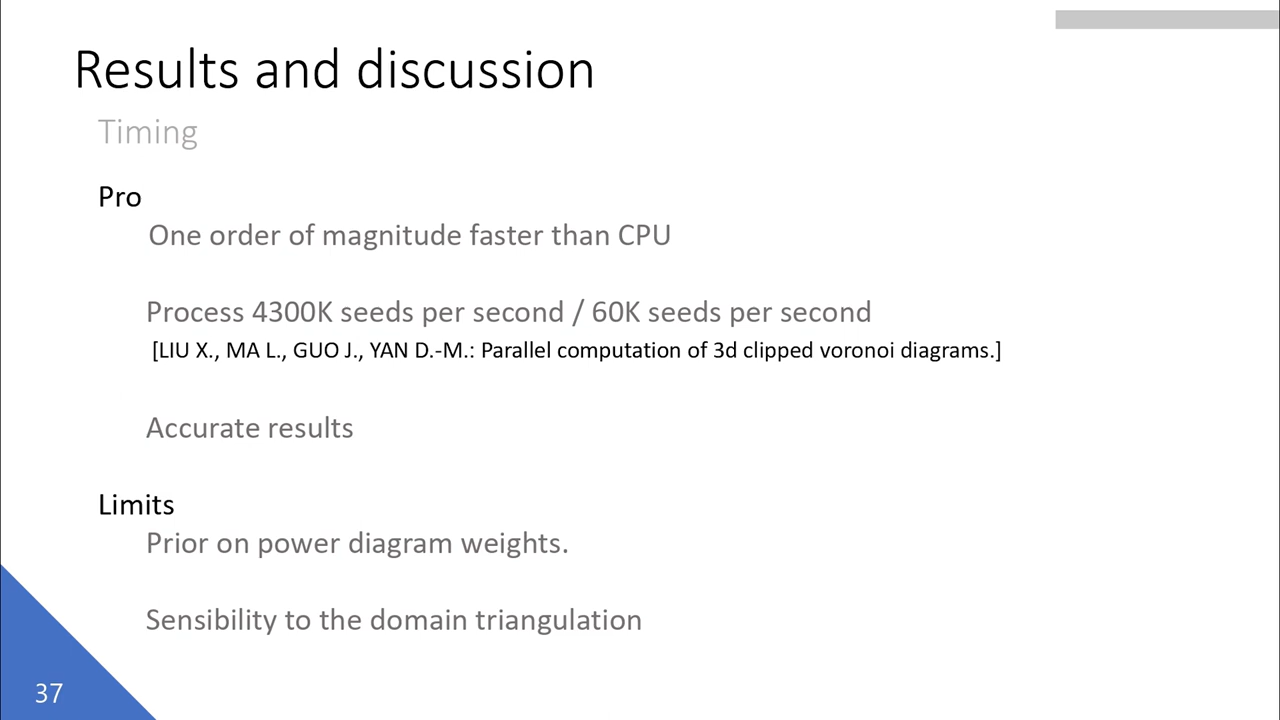 Results and discussion
Timing
Pro
One order of magnitude faster than CPU
Process 4300K seeds per second / 60K seeds per second
[LIU X., MA L., GUO J., YAN D.-M.: Parallel computation of 3d clipped voronoi diagrams.]
Accurate results
Limits
Prior on power diagram weights.
Sensibility to the domain triangulation
37